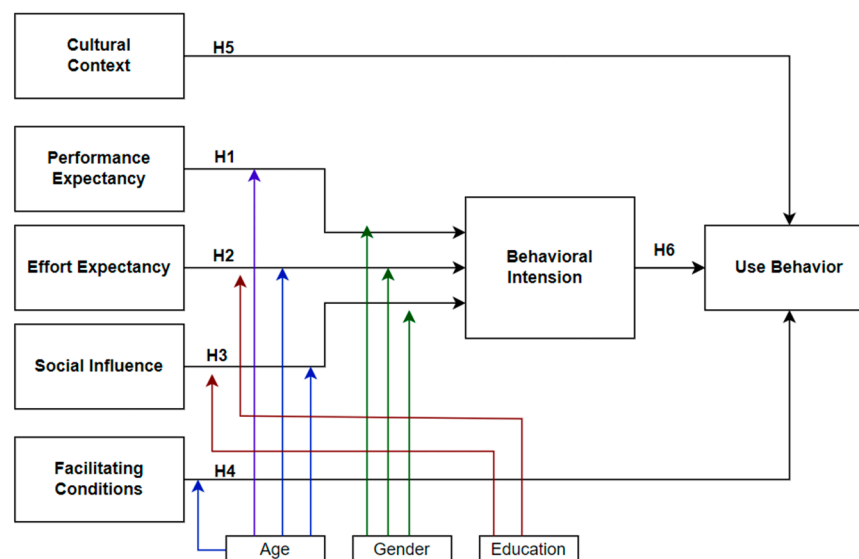 Cultural
Context
H5
Performance
Expectancy
H1
Effort Expectancy
H2
Social Influence
H3
Facilitating
Conditions
H4
Behavioral
Intension
H6
Use Behavior
Age
Gender
Education